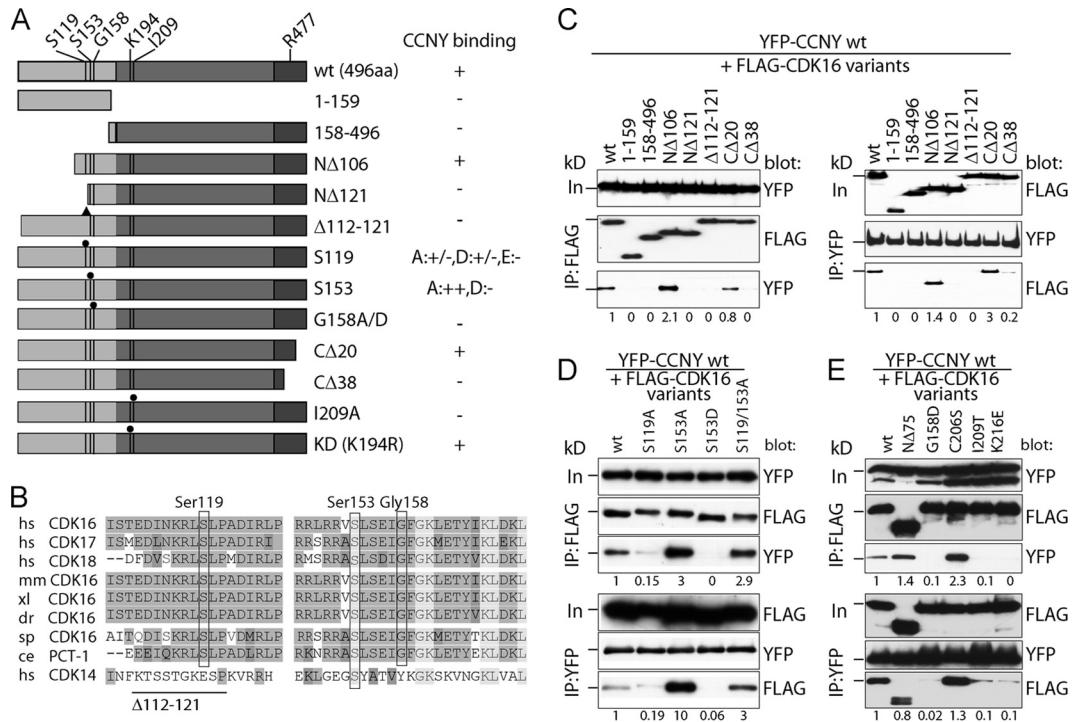 A
S119
S153
G158
K194
I209
R477
CCNY binding
wt (496aa) +
1-159 -
158-496 -
NΔ106 +
NΔ121 -
Δ112-121 -
S119 A:+/-,D:+/-,E:-
S153 A:++,D:-
G158A/D -
CΔ20 +
CΔ38 -
I209A -
KD (K194R) +
B
Ser119 Ser153 Gly158
hs CDK16 ISTEDINKRLSLPADIRLP RRLRRVSLSEIGFGKLETYIKLDKL
hs CDK17 ISMEDLNKRLSLPADIRI RRSRRASLSEIGFGKMETYIKLEKL
hs CDK18 --DFDVSKRLSLPMDIRLP RMSRRASLSDIGFGKLETYVKLDKL
mm CDK16 ISTEDINKRLSLPADIRLP RRLRRVSLSEIGFGKLETYIKLDKL
xl CDK16 ISTEDINKRLSLPADIRLP RRLRRVSLSEIGFGKLETYIKLDKL
dr CDK16 ISTEDINKRLSLPADIRLP RRLRRVSLSEIGFGKLETYIKLDKL
sp CDK16 AITQDISKRLSLPVDMRLP RKSRRASLSEIGFGKMETYTKLDKL
ce PCT-1 --EEEIQKRLSLPADLRLP RRNRRASLSEIGFGKLETYEKLDKL
hs CDK14 INFKTSSTGKESPKVRRH EKLGEGSYATVYKGKSKVNGKLVAL
Δ112-121
C
YFP-CCNY wt
+ FLAG-CDK16 variants
kD wt 1-159 158-496 NΔ106 NΔ121 Δ112-121 CΔ20 CΔ38 blot:
In YFP
IP:FLAG FLAG
YFP
1 0 0 2.1 0 0 0.8 0
kD wt 1-159 158-496 NΔ106 NΔ121 Δ112-121 CΔ20 CΔ38 blot:
In FLAG
IP:YFP YFP
FLAG
1 0 0 1.4 0 0 3 0.2
D
YFP-CCNY wt
+ FLAG-CDK16
variants
kD wt S119A S153A S153D S119/153A blot:
In YFP
IP:FLAG FLAG
YFP
1 0.15 3 0 2.9
In FLAG
IP:YFP YFP
FLAG
1 0.19 10 0.06 3
E
YFP-CCNY wt
+ FLAG-CDK16
variants
kD wt NΔ75 G158D C206S I209T K216E blot:
In YFP
IP:FLAG FLAG
YFP
1 1.4 0.1 2.3 0.1 0
In FLAG
IP:YFP YFP
FLAG
1 0.8 0.02 1.3 0.1 0.1